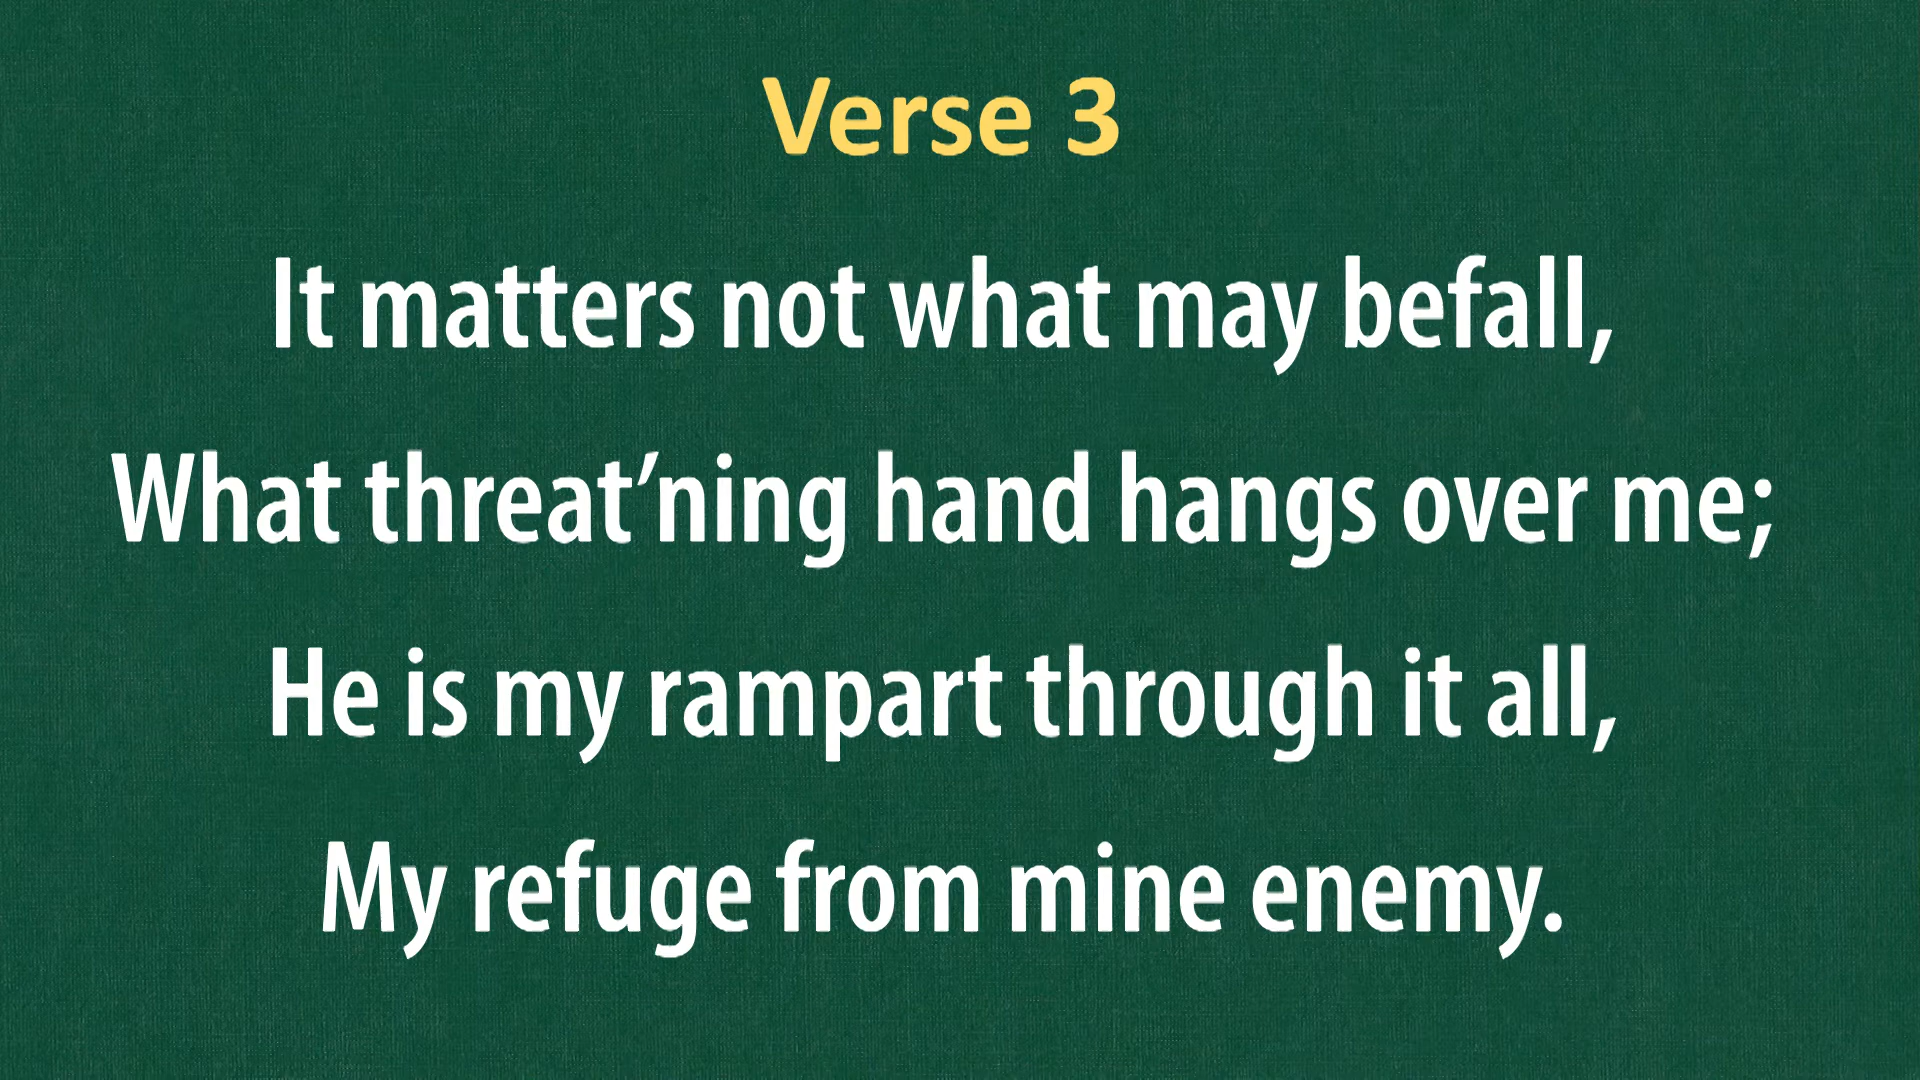 Verse 3
It matters not what may befall,
What threat’ning hand hangs over me;
He is my rampart through it all,
My refuge from mine enemy.